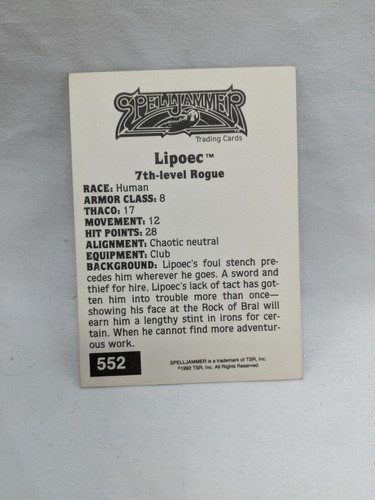 SPELLJAMMER
Trading Cards
Lipoec™
7th-level Rogue
RACE: Human
ARMOR CLASS: 8
THACO: 17
MOVEMENT: 12
HIT POINTS: 28
ALIGNMENT: Chaotic neutral
EQUIPMENT: Club
BACKGROUND: Lipoec's foul stench pre-
cedes him wherever he goes. A sword and
thief for hire, Lipoec's lack of tact has got-
ten him into trouble more than once—
showing his face at the Rock of Bral will
earn him a lengthy stint in irons for cer-
tain. When he cannot find more adventur-
ous work.
552
SPELLJAMMER is a trademark of TSR, Inc.
©1992 TSR, Inc. All Rights Reserved.